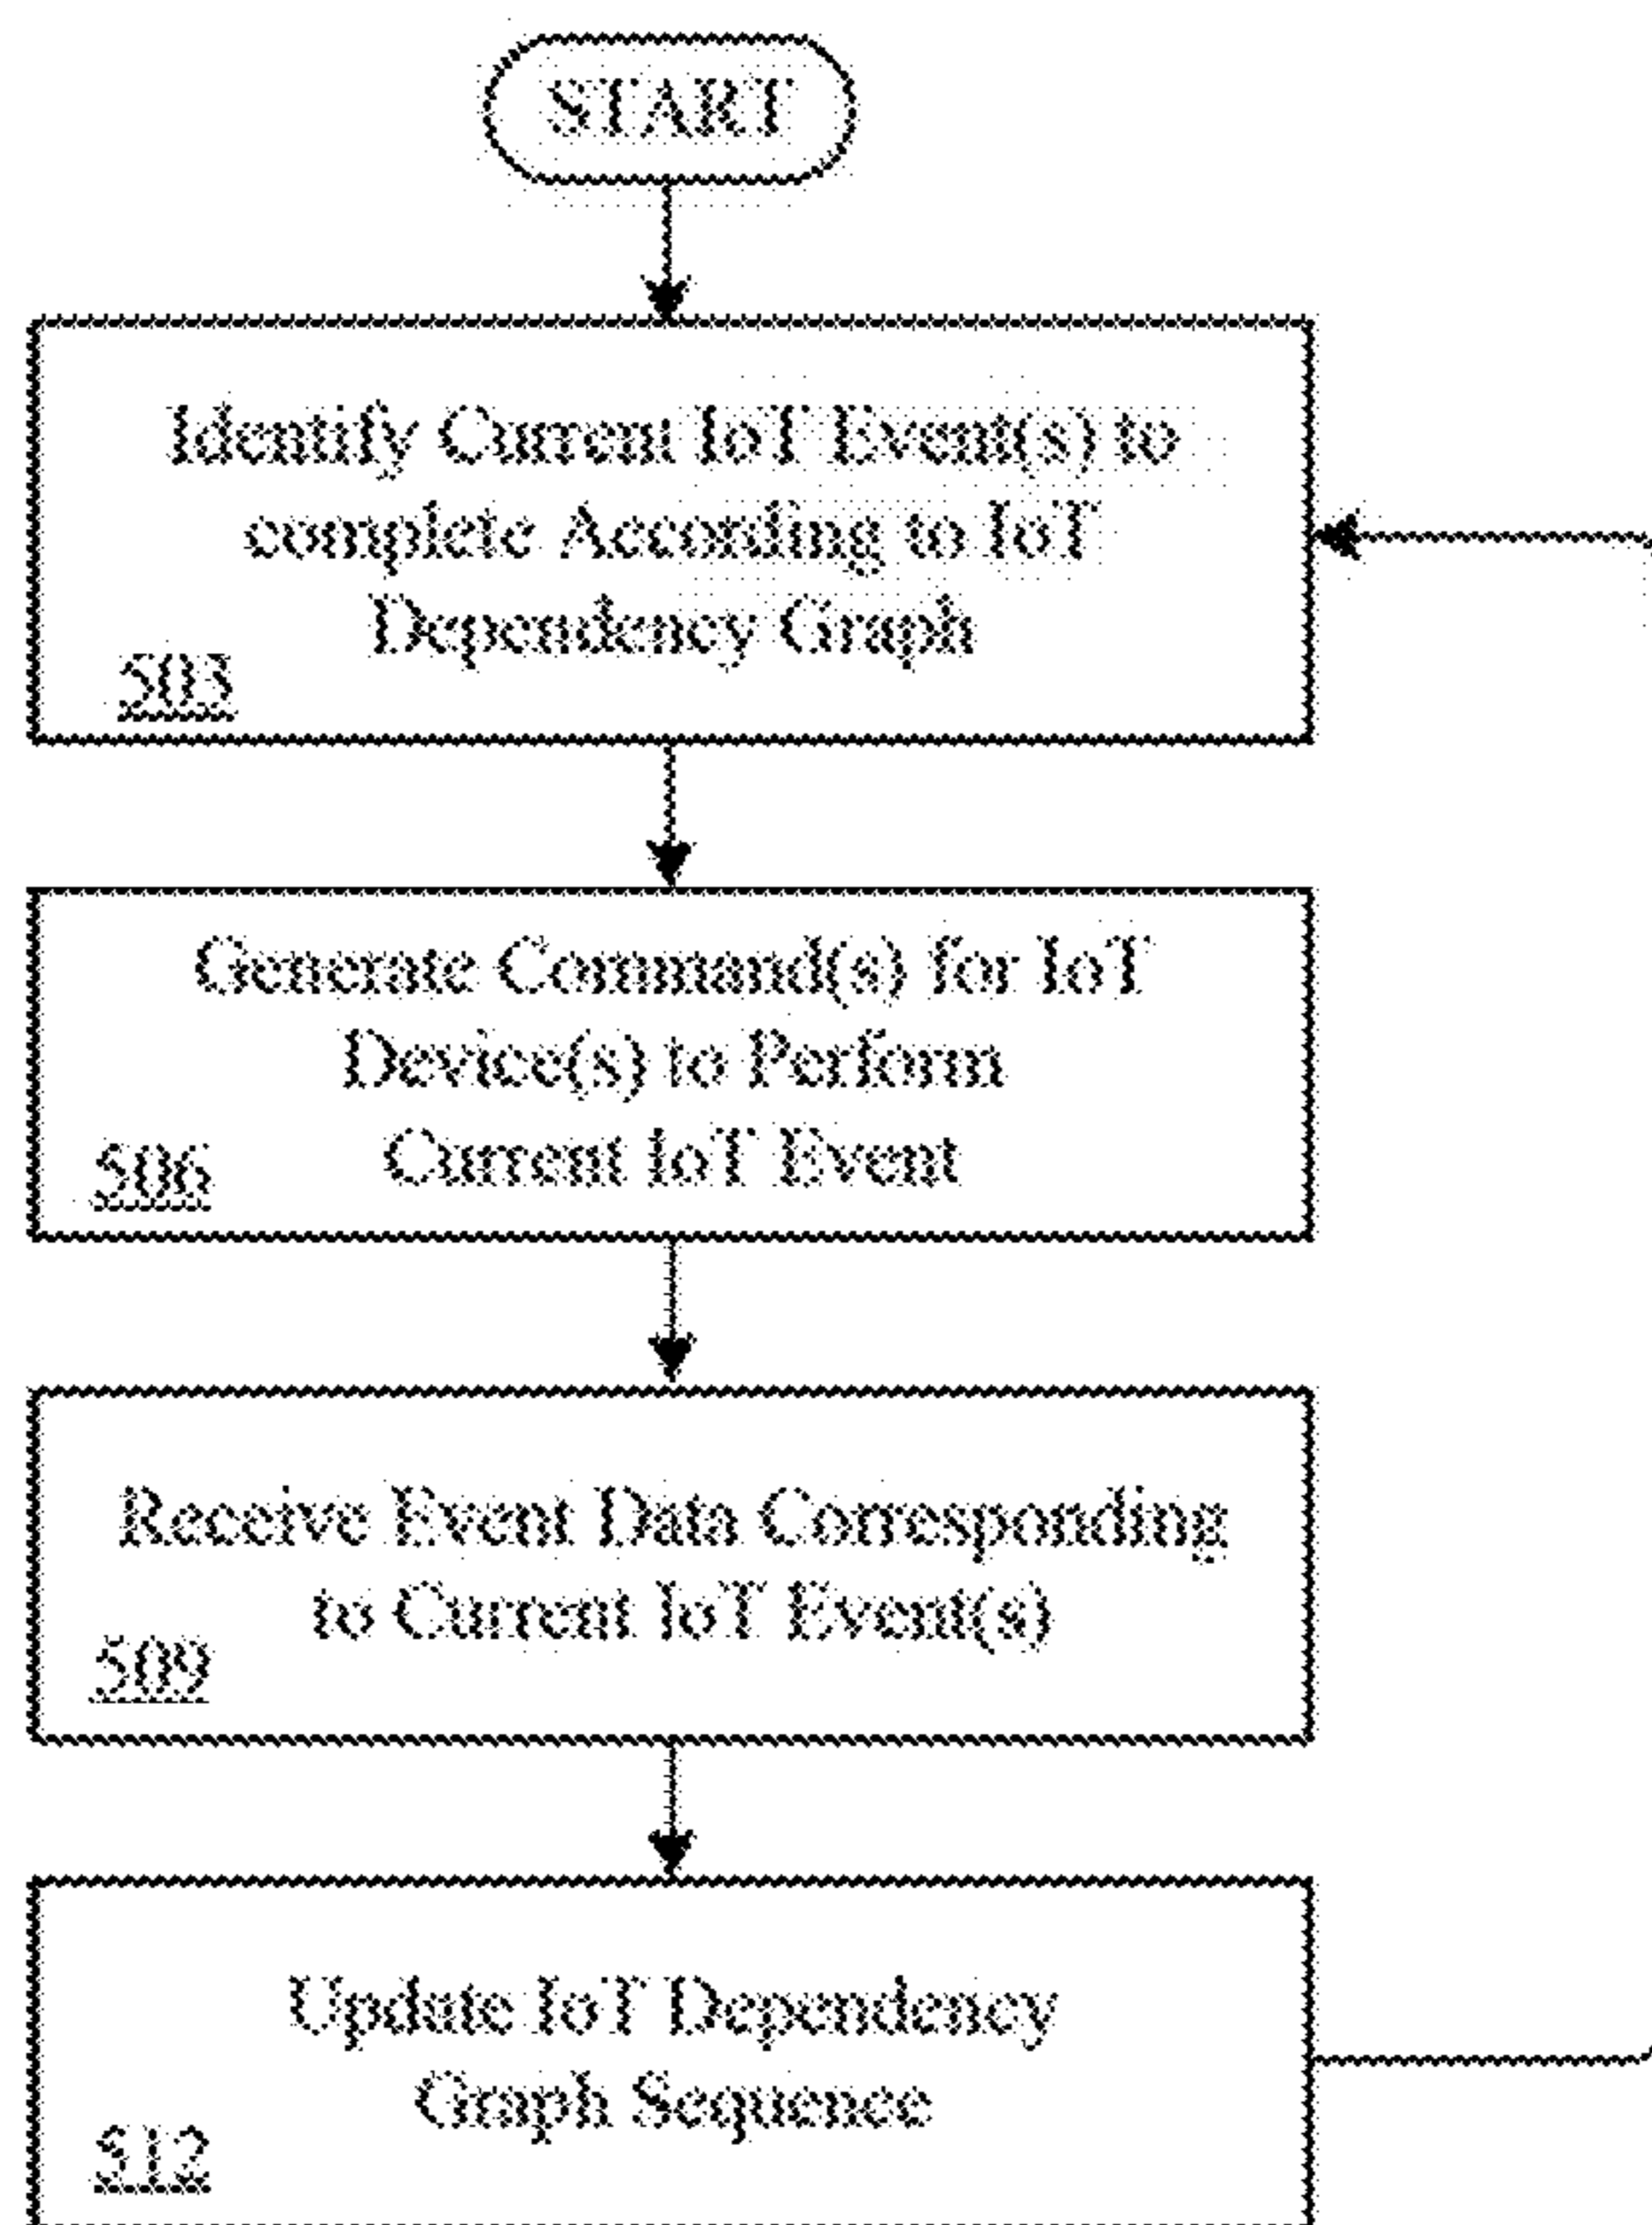 START
Identify Current IoT Event(s) to
complete According to IoT
Dependency Graph
503
Generate Command(s) for IoT
Device(s) to Perform
Current IoT Event
506
Receive Event Data Corresponding
to Current IoT Event(s)
509
Update IoT Dependency
Graph Sequence
512